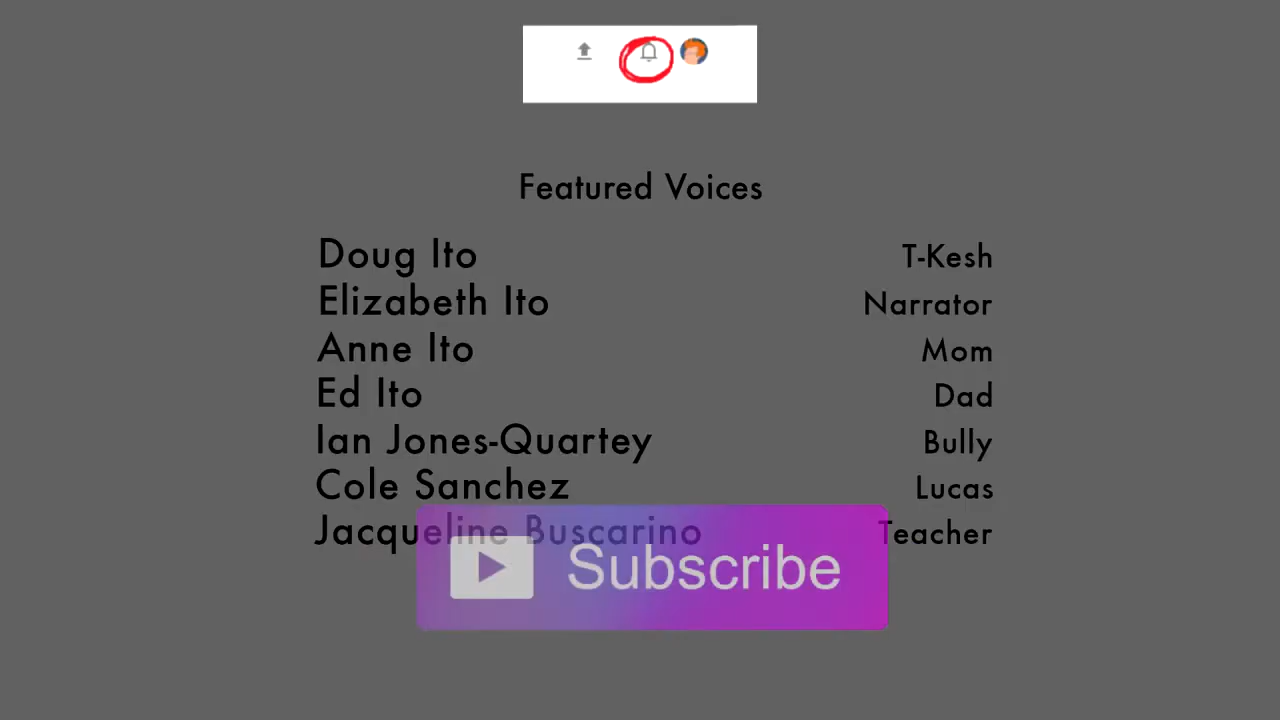 Featured Voices
Doug Ito T-Kesh
Elizabeth Ito Narrator
Anne Ito Mom
Ed Ito Dad
Ian Jones-Quartey Bully
Cole Sanchez Lucas
Jacqueline Buscarino Teacher
Subscribe